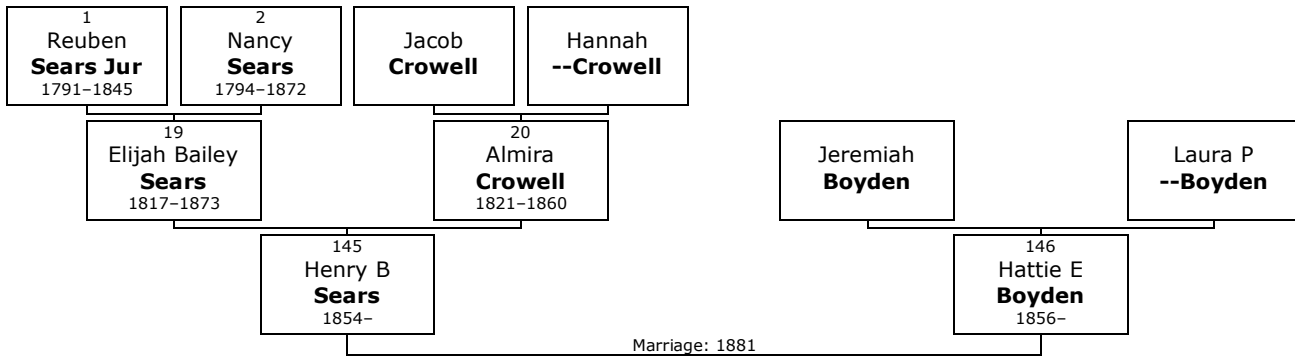 1
Reuben
Sears Jur
1791–1845
2
Nancy
Sears
1794–1872
Jacob
Crowell
Hannah
--Crowell
19
Elijah Bailey
Sears
1817–1873
20
Almira
Crowell
1821–1860
Jeremiah
Boyden
Laura P
--Boyden
145
Henry B
Sears
1854–
146
Hattie E
Boyden
1856–
Marriage: 1881